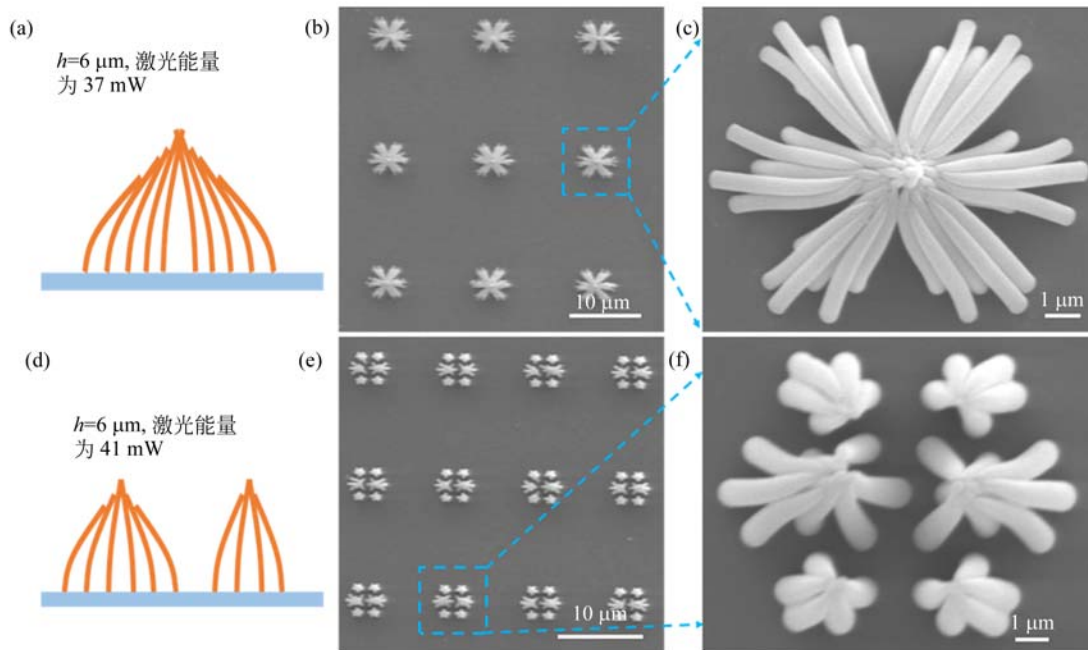 (a)
h=6 μm, 激光能量
为 37 mW
(b)
10 μm
(c)
1 μm
(d)
h=6 μm, 激光能量
为 41 mW
(e)
10 μm
(f)
1 μm